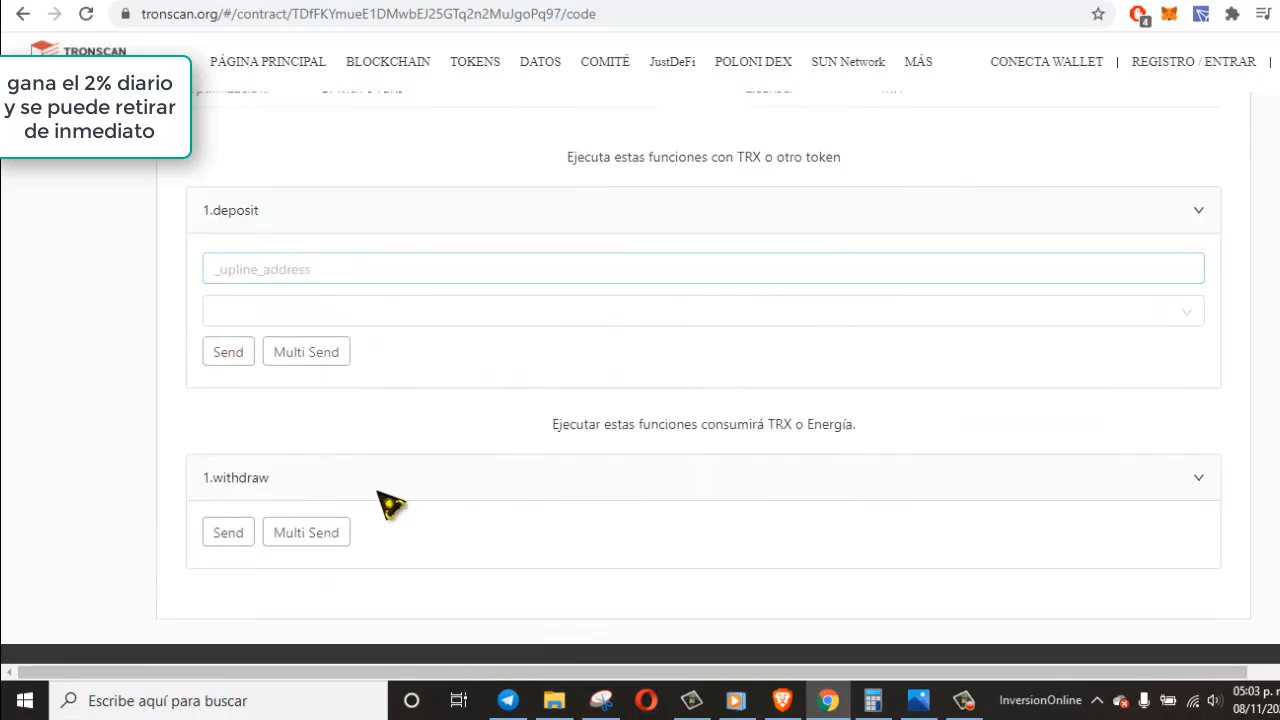 tronscan.org/#/contract/TDfFKYmueE1DMwbEJ25GTq2n2MuJgoPq97/code
4
TRONSCAN
PÁGINA PRINCIPAL BLOCKCHAIN TOKENS DATOS COMITÉ JustDeFi POLONI DEX SUN Network MÁS CONECTA WALLET | REGISTRO / ENTRAR |
gana el 2% diario
y se puede retirar
de inmediato
Ejecuta estas funciones con TRX o otro token
1.deposit
_upline_address
Send Multi Send
Ejecutar estas funciones consumirá TRX o Energía.
1.withdraw
Send Multi Send
Escribe aquí para buscar
InversionOnline
05:03 p.
08/11/20